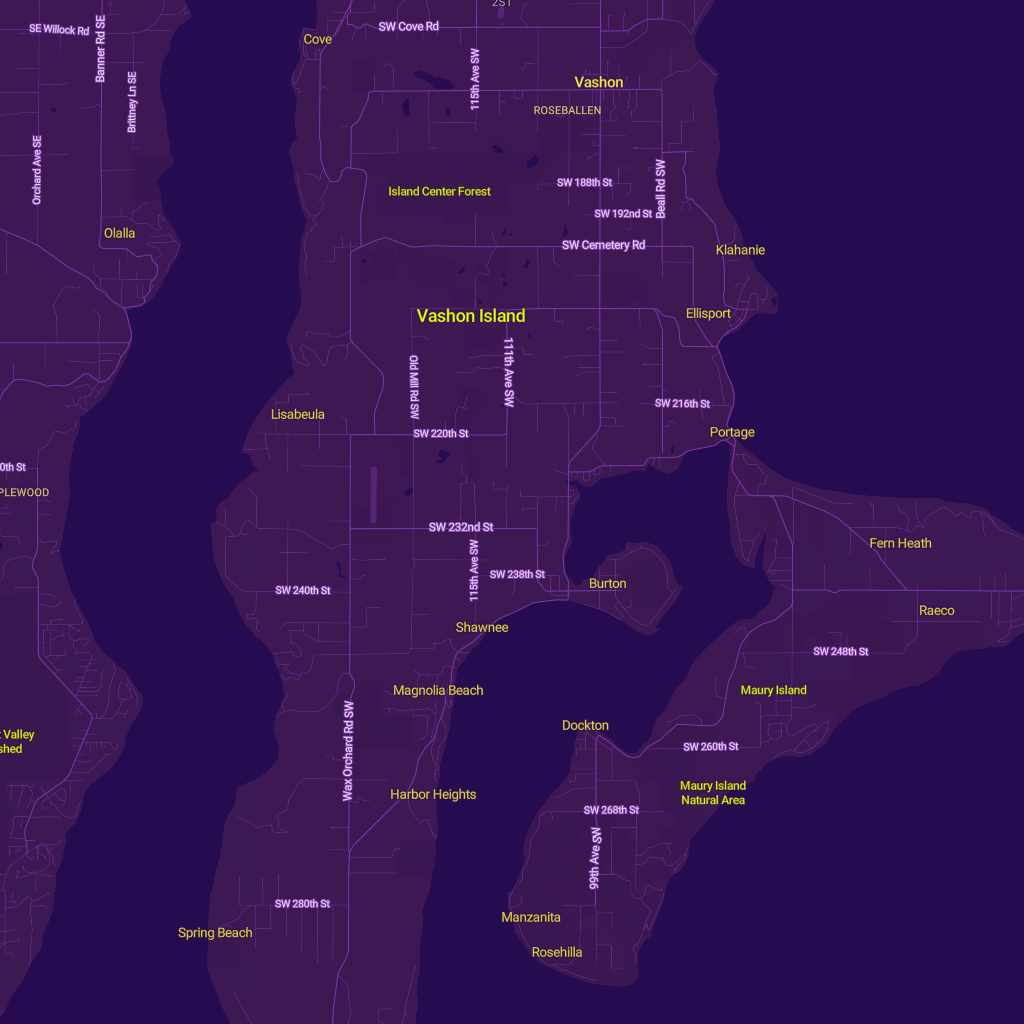 2ST
SE Willock Rd
Banner Rd SE
SW Cove Rd
Cove
Brittney Ln SE
115th Ave SW
Vashon
ROSEBALLEN
Orchard Ave SE
Island Center Forest
SW 188th St
Beall Rd SW
SW 192nd St
Olalla
SW Cemetery Rd
Klahanie
Vashon Island
Ellisport
Old Mill Rd SW
111th Ave SW
SW 216th St
Lisabeula
SW 220th St
Portage
0th St
PLEWOOD
SW 232nd St
Fern Heath
115th Ave SW
SW 238th St
Burton
SW 240th St
Raeco
Shawnee
SW 248th St
Magnolia Beach
Maury Island
Dockton
t Valley
shed
Wax Orchard Rd SW
SW 260th St
Harbor Heights
Maury Island
Natural Area
SW 268th St
99th Ave SW
SW 280th St
Manzanita
Spring Beach
Rosehilla